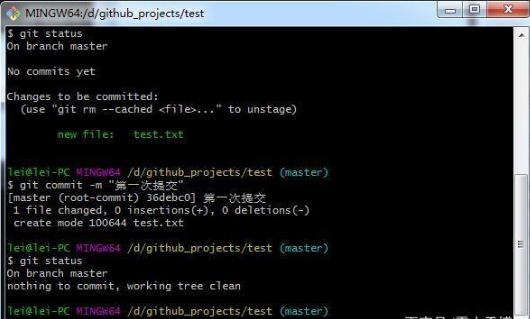 MINGW64:/d/github_projects/test
$ git status
On branch master
No commits yet
Changes to be committed:
(use "git rm --cached <file>..." to unstage)
new file: test.txt
lei@lei-PC MINGW64 /d/github_projects/test (master)
$ git commit -m "第一次提交"
[master (root-commit) 36debc0] 第一次提交
1 file changed, 0 insertions(+), 0 deletions(-)
create mode 100644 test.txt
lei@lei-PC MINGW64 /d/github_projects/test (master)
$ git status
On branch master
nothing to commit, working tree clean
lei@lei-PC MINGW64 /d/github_projects/test (master)